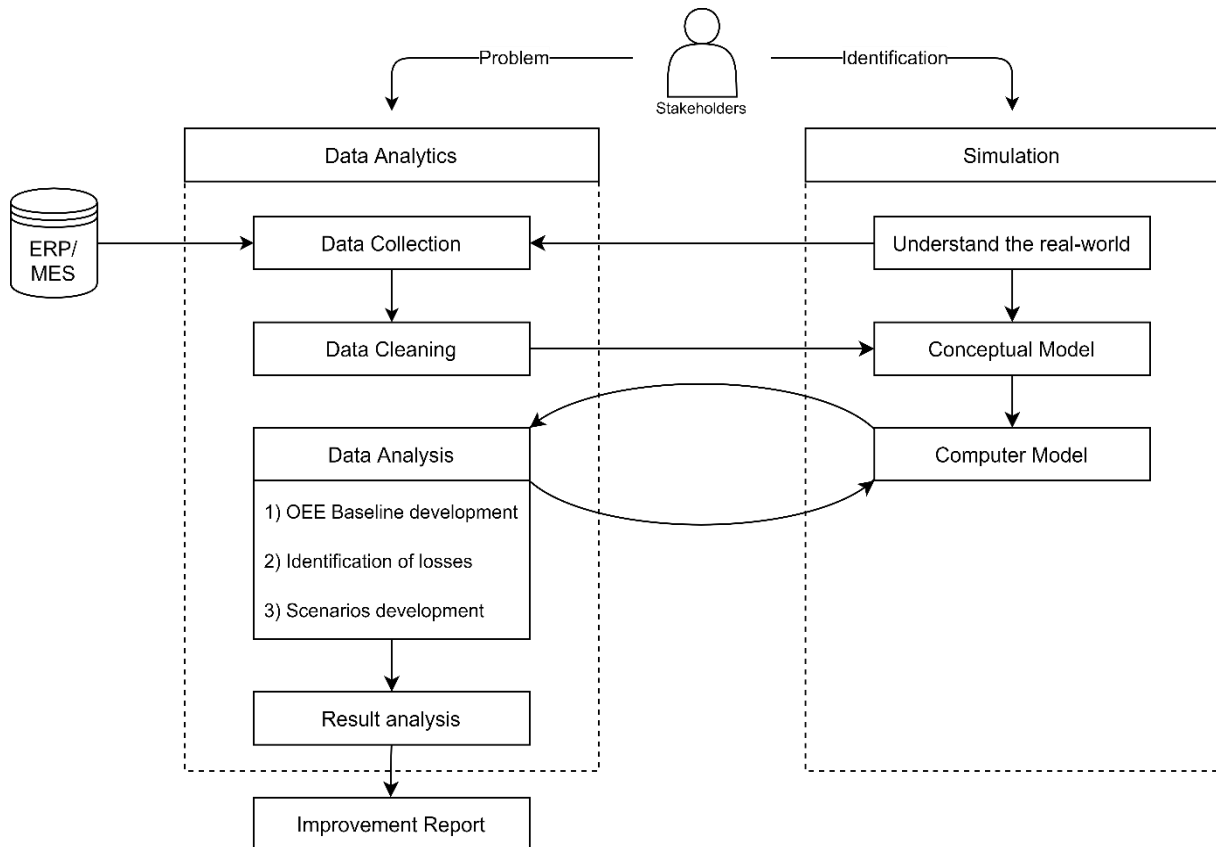 Problem
Identification
Stakeholders
Data Analytics
Simulation
ERP/
MES
Data Collection
Understand the real-world
Data Cleaning
Conceptual Model
Data Analysis
Computer Model
1) OEE Baseline development
2) Identification of losses
3) Scenarios development
Result analysis
Improvement Report